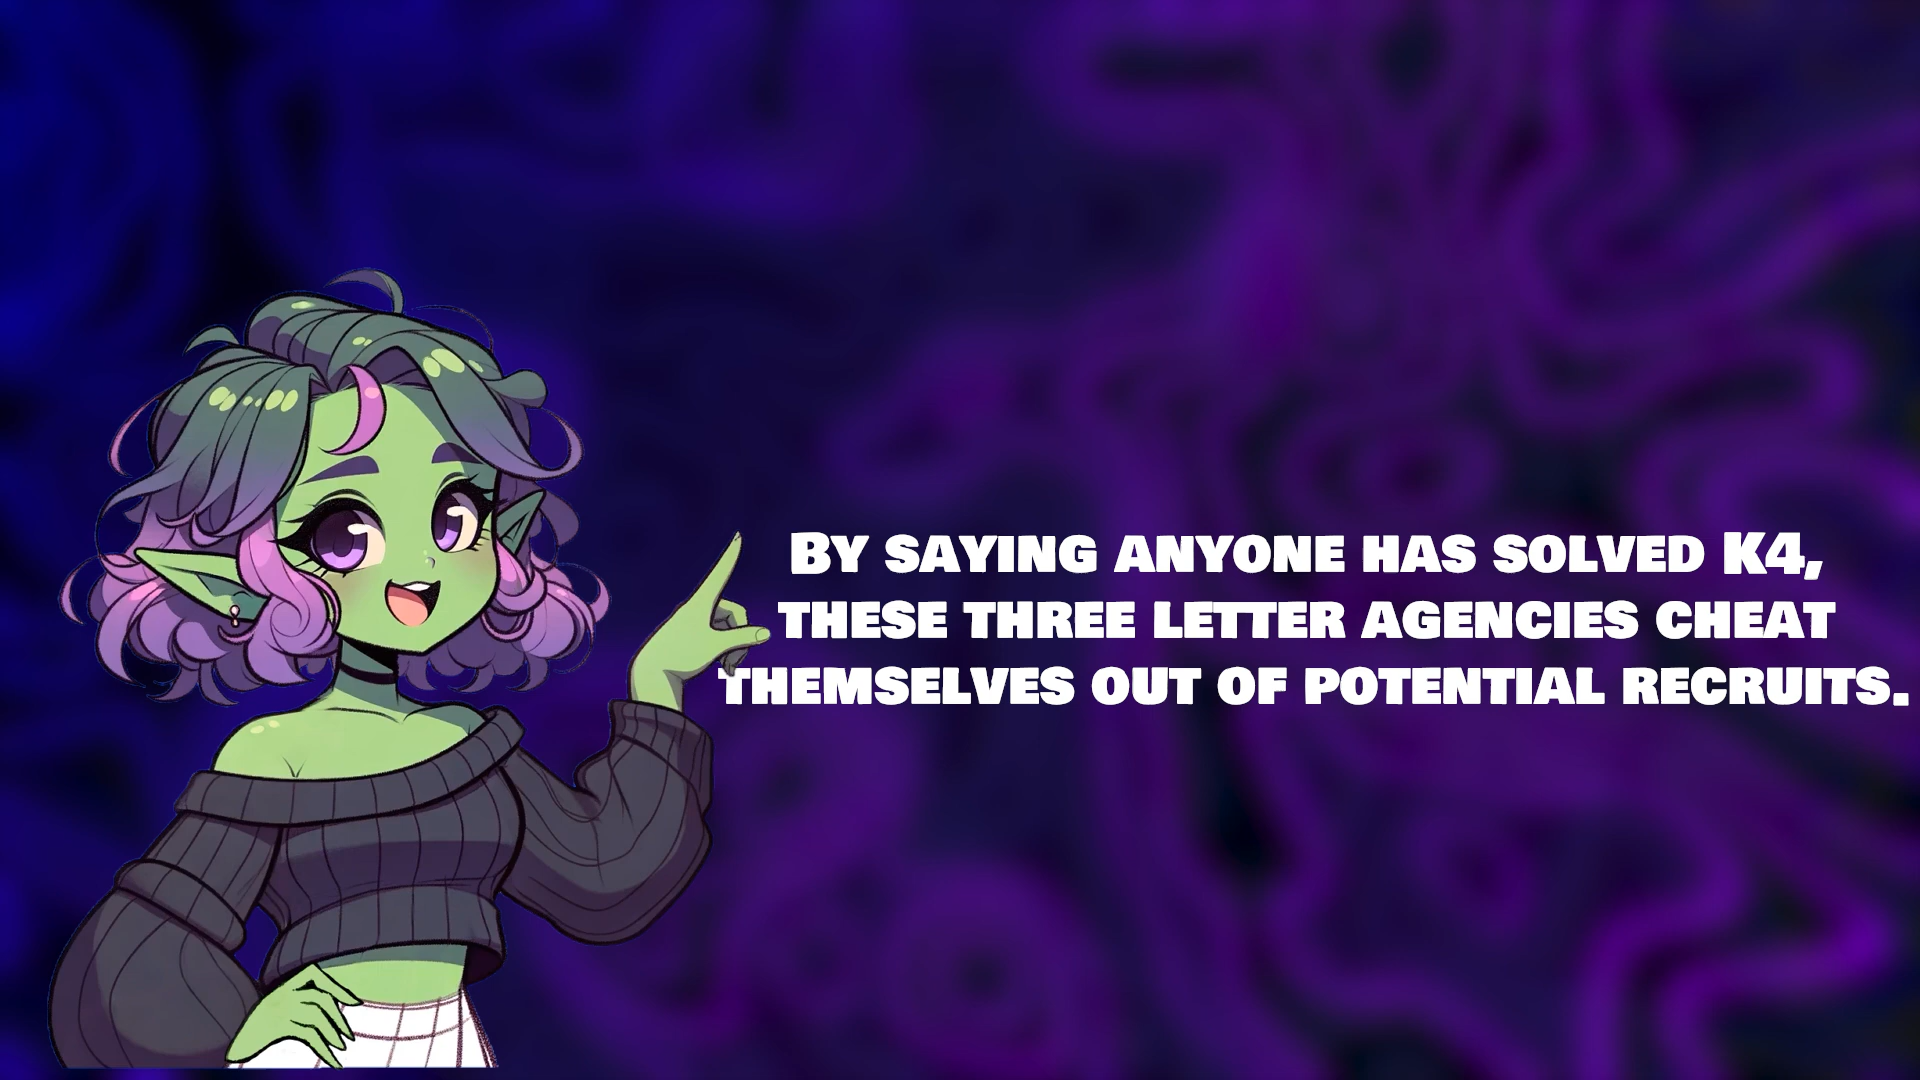 By saying anyone has solved K4,
these three letter agencies cheat
themselves out of potential recruits.